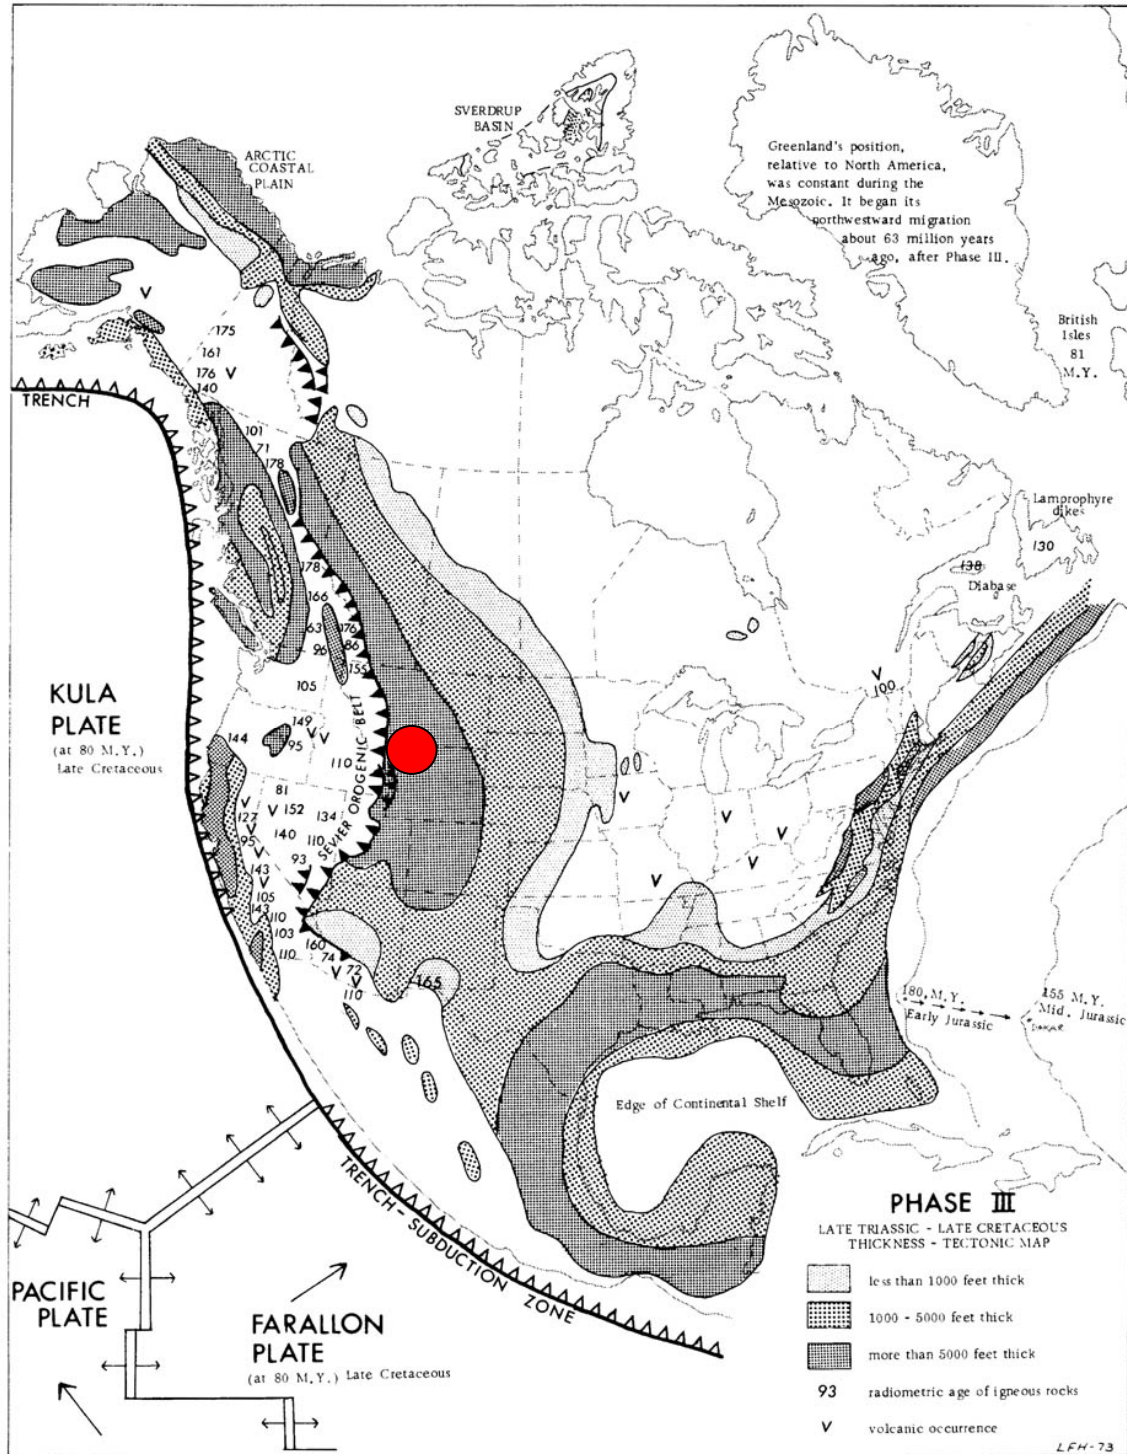 SVERDRUP
BASIN
ARCTIC
COASTAL
PLAIN
Greenland's position,
relative to North America,
was constant during the
Mesozoic. It began its
northwestward migration
about 63 million years
ago, after Phase III.
British
Isles
81
M.Y.
175
161
176 V
140
V
TRENCH
101
71
178
Lamprophyre
dikes
130
138
Diabase
178
166
63
176
96
86
155
105
100
V
KULA
PLATE
(at 80 M.Y.)
Late Cretaceous
144
149
V
V
95
110
SEVIER OROGENIC BELT
81
V
127
V
152
134
V
95
140
110
V
93
143
V
105
143
110
103
110
160
74
V
72
V
110
165
V
V
V
V
V
180 M.Y.
Early Jurassic
155 M.Y.
Mid. Jurassic
DAKAR
Edge of Continental Shelf
TRENCH - SUBDUCTION ZONE
PACIFIC
PLATE
FARALLON
PLATE
(at 80 M.Y.) Late Cretaceous
PHASE III
LATE TRIASSIC - LATE CRETACEOUS
THICKNESS - TECTONIC MAP
less than 1000 feet thick
1000 - 5000 feet thick
more than 5000 feet thick
93 radiometric age of igneous rocks
V volcanic occurrence
LFH-73